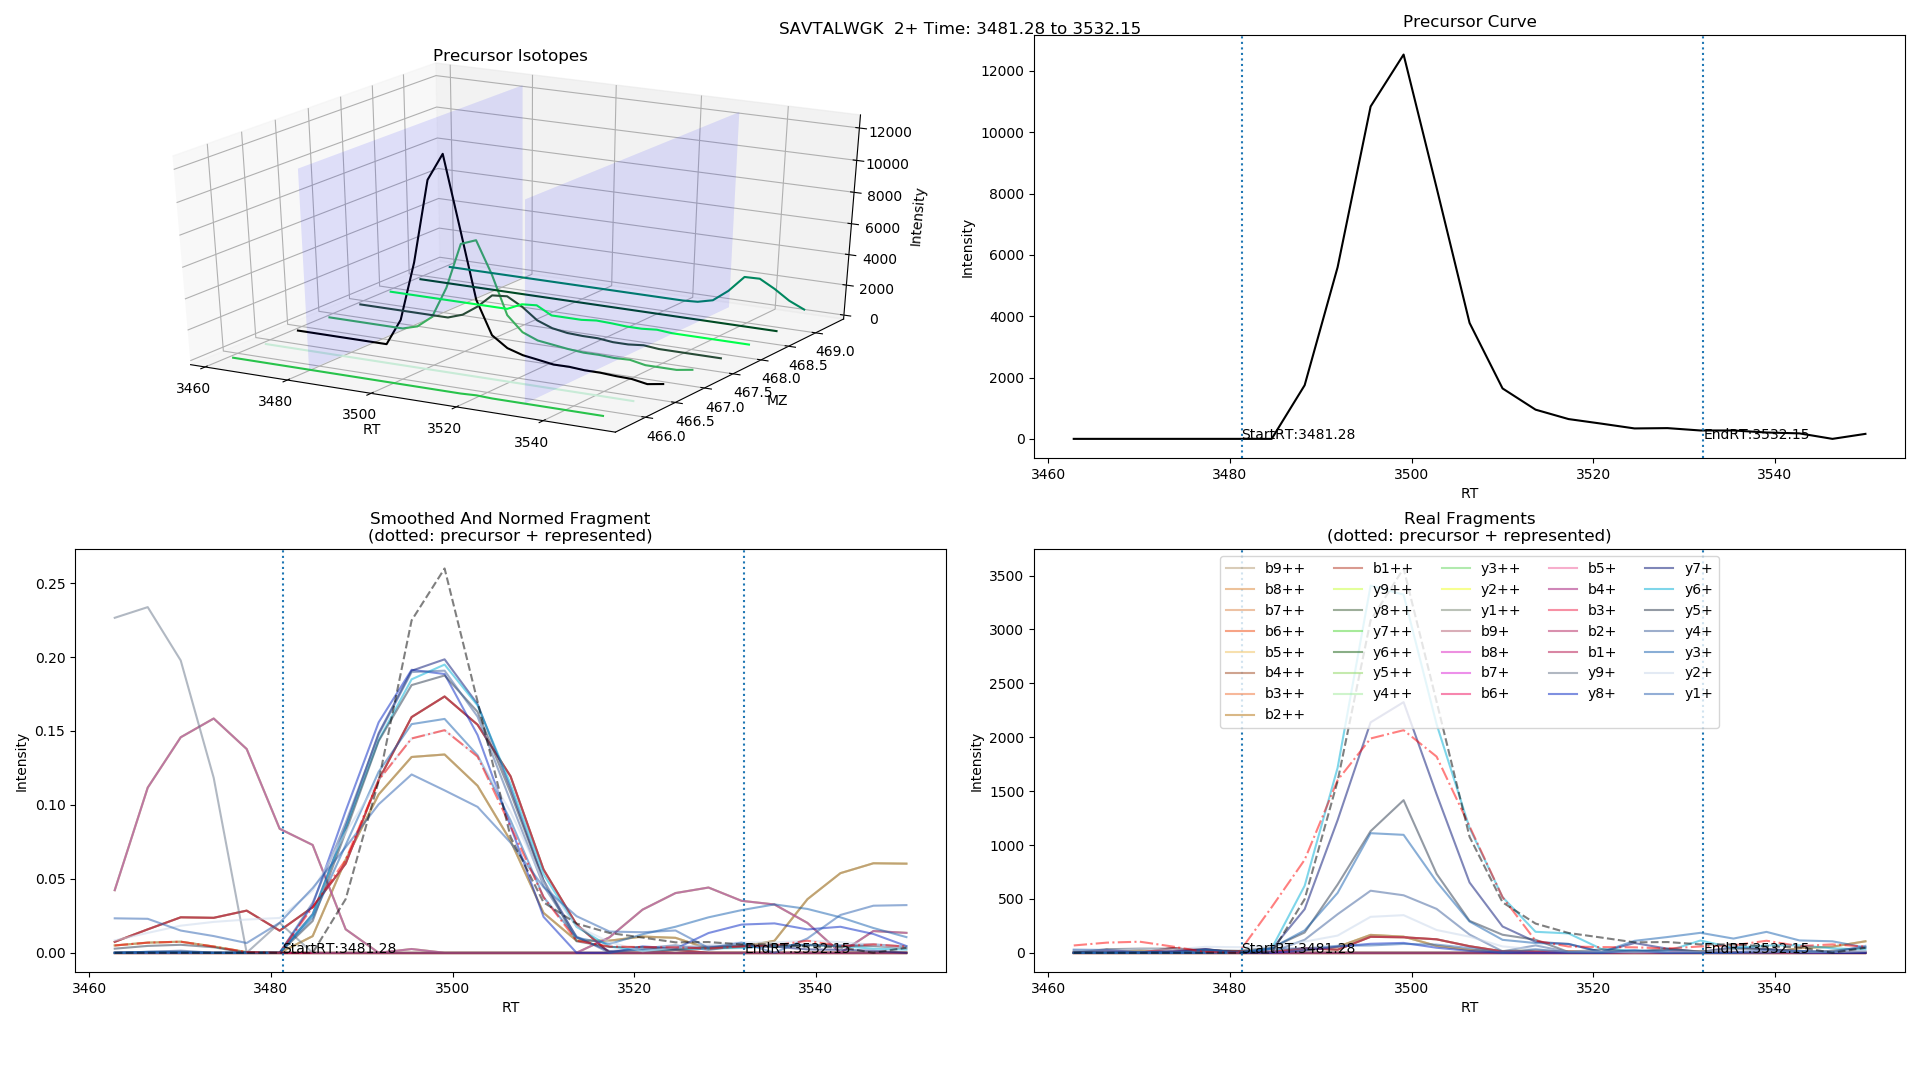 SAVTALWGK  2+ Time: 3481.28 to 3532.15
Precursor Isotopes
12000
10000
8000
6000
4000
2000
0
Intensity
3460
3480
3500
3520
3540
RT
466.0
466.5
467.0
467.5
468.0
468.5
469.0
MZ
Precursor Curve
12000
10000
8000
6000
4000
2000
0
Intensity
StartRT:3481.28
EndRT:3532.15
3460
3480
3500
3520
3540
RT
Smoothed And Normed Fragment
(dotted: precursor + represented)
0.25
0.20
0.15
0.10
0.05
0.00
Intensity
StartRT:3481.28
EndRT:3532.15
3460
3480
3500
3520
3540
RT
Real Fragments
(dotted: precursor + represented)
3500
3000
2500
2000
1500
1000
500
0
Intensity
b9++
b8++
b7++
b6++
b5++
b4++
b3++
b2++
b1++
y9++
y8++
y7++
y6++
y5++
y4++
y3++
y2++
y1++
b9+
b8+
b7+
b6+
b5+
b4+
b3+
b2+
b1+
y9+
y8+
y7+
y6+
y5+
y4+
y3+
y2+
y1+
StartRT:3481.28
EndRT:3532.15
3460
3480
3500
3520
3540
RT